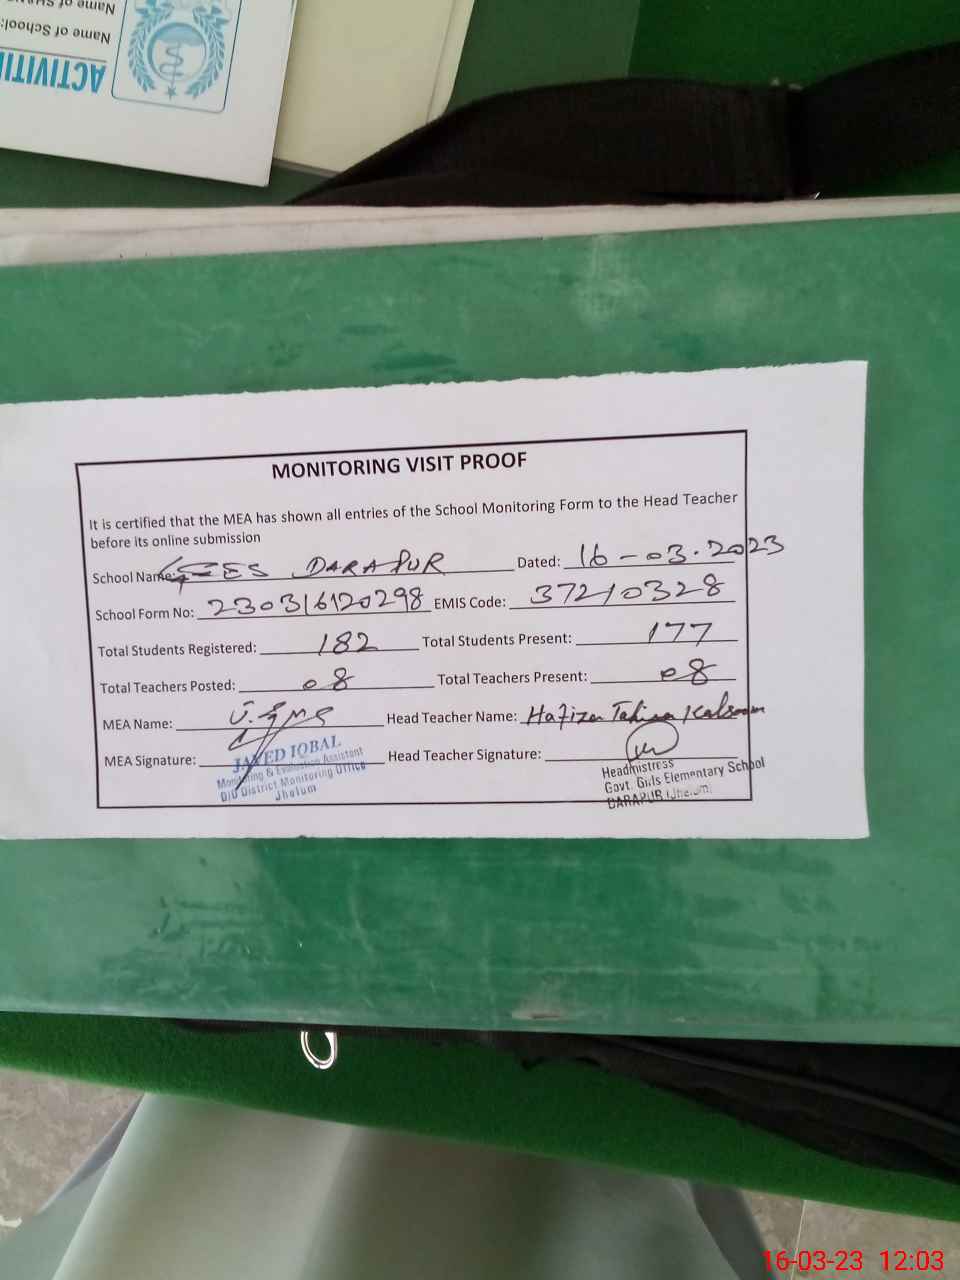 Name of School:
ACTIVITI
MONITORING VISIT PROOF
It is certified that the MEA has shown all entries of the School Monitoring Form to the Head Teacher
before its online submission
School Name: GGES DARAPUR Dated: 16-03.2023
School Form No: 230316120298 EMIS Code: 37210328
Total Students Registered: 182 Total Students Present: 177
Total Teachers Posted: 08 Total Teachers Present: 08
MEA Name: Head Teacher Name: Hafiza Tahira Kalsoom
MEA Signature: Head Teacher Signature:
JAVED IQBAL
Monitoring & Evaluation Assistant
O/O District Monitoring Office
Jhelum
Headmistress
Govt. Girls Elementary School
DARAPUR (Jhelum)
16-03-23 12:03